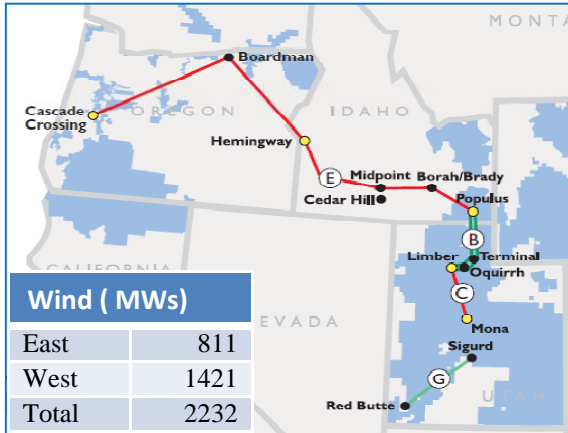 MONTA
Boardman
Cascade
Crossing
OREGON
IDAHO
Hemingway
E
Midpoint
Borah/Brady
Cedar Hill
Populus
B
Limber
Terminal
Oquirrh
CALIFORNIA
C
Wind ( MWs)
EVADA
Mona
East 811
Sigurd
West 1421
G
UTAH
Total 2232
Red Butte